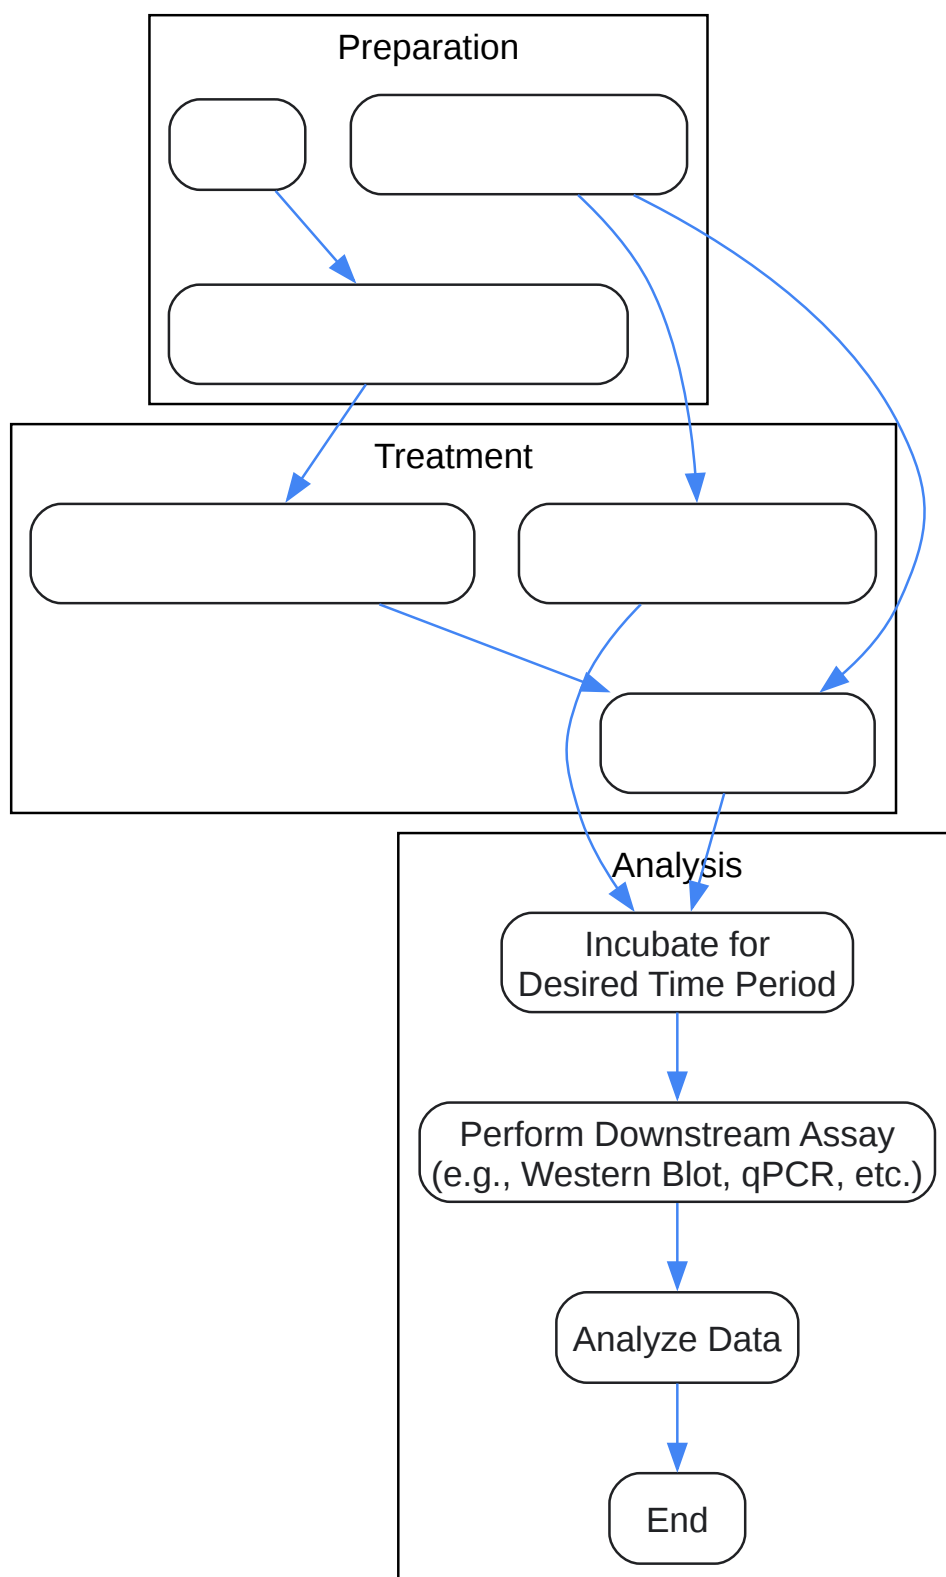 Preparation
Treatment
Analysis
Incubate for
Desired Time Period
Perform Downstream Assay
(e.g., Western Blot, qPCR, etc.)
Analyze Data
End